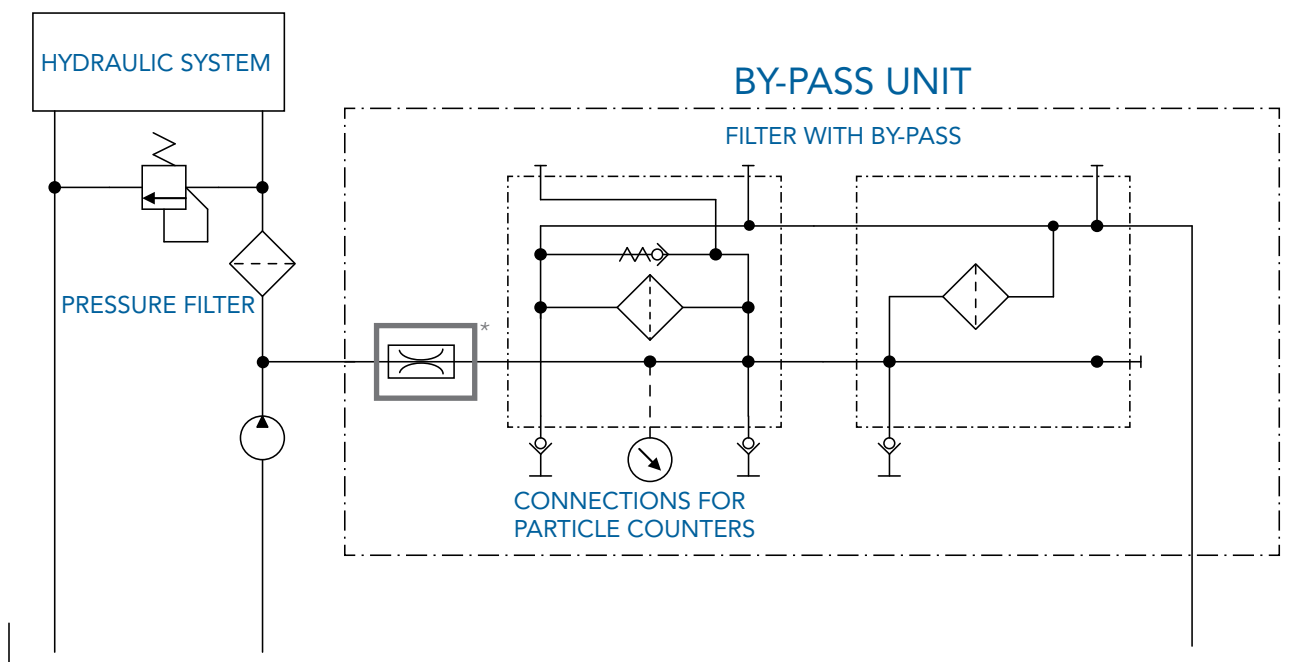 HYDRAULIC SYSTEM
BY-PASS UNIT
FILTER WITH BY-PASS
PRESSURE FILTER
*
CONNECTIONS FOR
PARTICLE COUNTERS